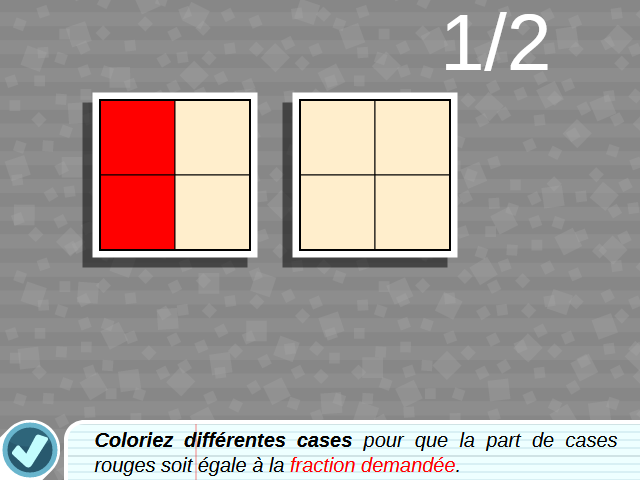 1/2
Coloriez différentes cases pour que la part de cases
rouges soit égale à la fraction demandée.